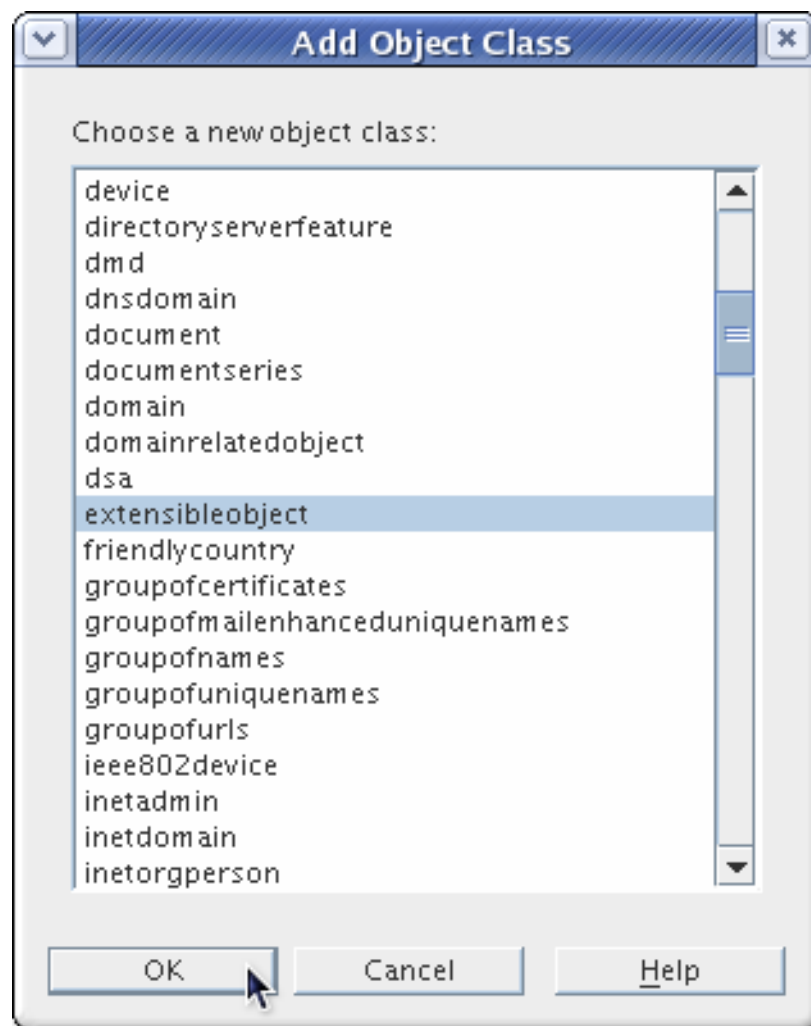 Add Object Class
Choose a new object class:
device
directoryserverfeature
dmd
dnsdomain
document
documentseries
domain
domainrelatedobject
dsa
extensibleobject
friendlycountry
groupofcertificates
groupofmailenhanceduniquenames
groupofnames
groupofuniquenames
groupofurls
ieee802device
inetadmin
inetdomain
inetorgperson
OK Cancel Help